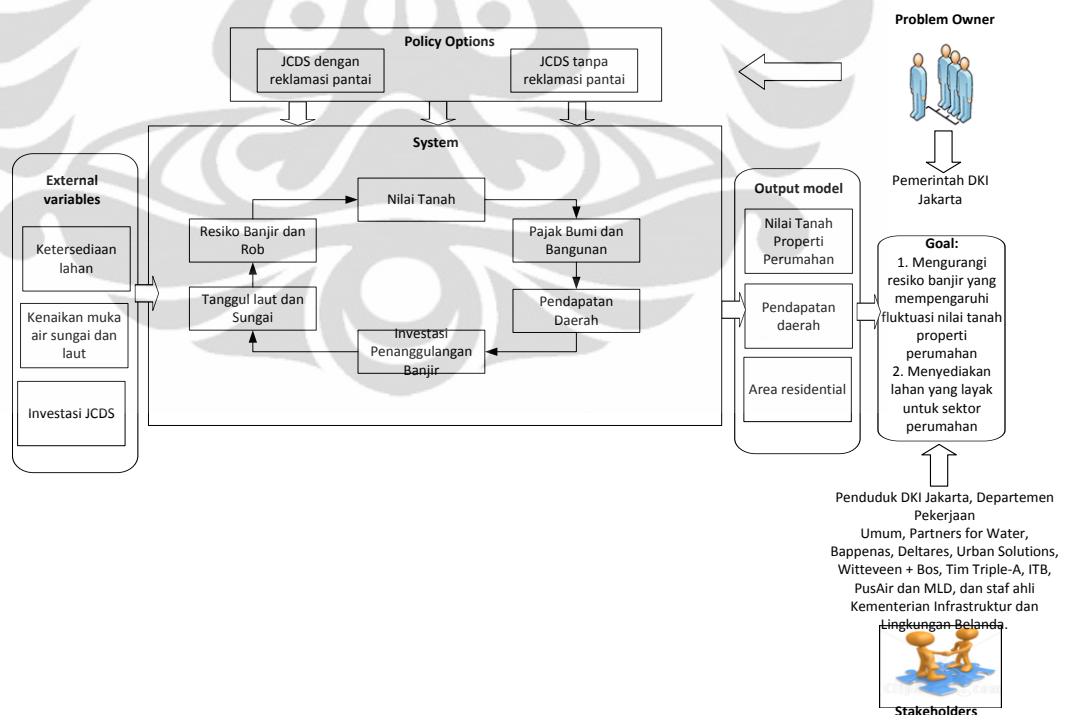 Problem Owner
Policy Options
JCDS dengan
reklamasi pantai
JCDS tanpa
reklamasi pantai
Pemerintah DKI
Jakarta
System
External
variables
Ketersediaan
lahan
Kenaikan muka
air sungai dan
laut
Investasi JCDS
Nilai Tanah
Resiko Banjir dan
Rob
Pajak Bumi dan
Bangunan
Tanggul laut dan
Sungai
Pendapatan
Daerah
Investasi
Penanggulangan
Banjir
Output model
Nilai Tanah
Properti
Perumahan
Pendapatan
daerah
Area residential
Goal:
1. Mengurangi
resiko banjir yang
mempengaruhi
fluktuasi nilai tanah
properti
perumahan
2. Menyediakan
lahan yang layak
untuk sektor
perumahan
Penduduk DKI Jakarta, Departemen
Pekerjaan
Umum, Partners for Water,
Bappenas, Deltares, Urban Solutions,
Witteveen + Bos, Tim Triple-A, ITB,
PusAir dan MLD, dan staf ahli
Kementerian Infrastruktur dan
Lingkungan Belanda.
Stakeholders